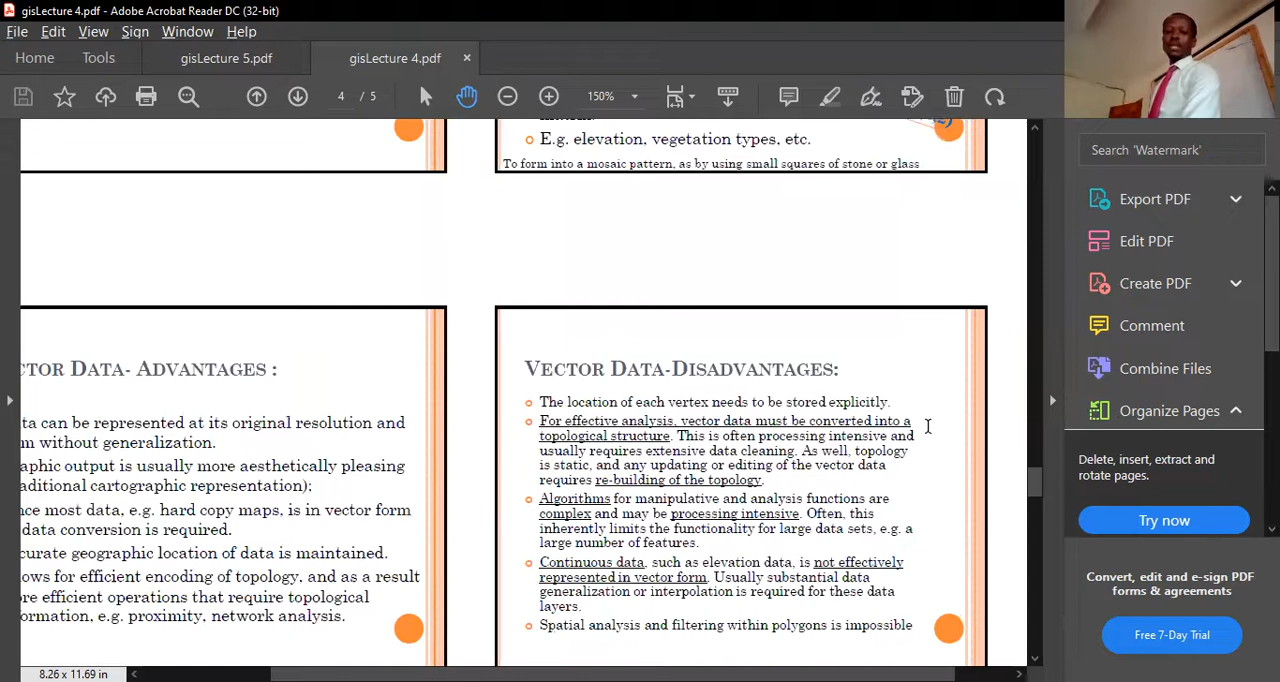 gisLecture 4.pdf - Adobe Acrobat Reader DC (32-bit)
File Edit View Sign Window Help
Home Tools gisLecture 5.pdf gisLecture 4.pdf ×
4 / 5 150%
E.g. elevation, vegetation types, etc.
To form into a mosaic pattern, as by using small squares of stone or glass
CTOR DATA- ADVANTAGES :
ta can be represented at its original resolution and
m without generalization.
aphic output is usually more aesthetically pleasing
aditional cartographic representation);
nce most data, e.g. hard copy maps, is in vector form
data conversion is required.
curate geographic location of data is maintained.
ows for efficient encoding of topology, and as a result
re efficient operations that require topological
ormation, e.g. proximity, network analysis.
VECTOR DATA-DISADVANTAGES:
The location of each vertex needs to be stored explicitly.
For effective analysis, vector data must be converted into a
topological structure. This is often processing intensive and
usually requires extensive data cleaning. As well, topology
is static, and any updating or editing of the vector data
requires re-building of the topology.
Algorithms for manipulative and analysis functions are
complex and may be processing intensive. Often, this
inherently limits the functionality for large data sets, e.g. a
large number of features.
Continuous data, such as elevation data, is not effectively
represented in vector form. Usually substantial data
generalization or interpolation is required for these data
layers.
Spatial analysis and filtering within polygons is impossible
8.26 x 11.69 in
Search 'Watermark'
Export PDF
Edit PDF
Create PDF
Comment
Combine Files
Organize Pages
Delete, insert, extract and
rotate pages.
Try now
Convert, edit and e-sign PDF
forms & agreements
Free 7-Day Trial